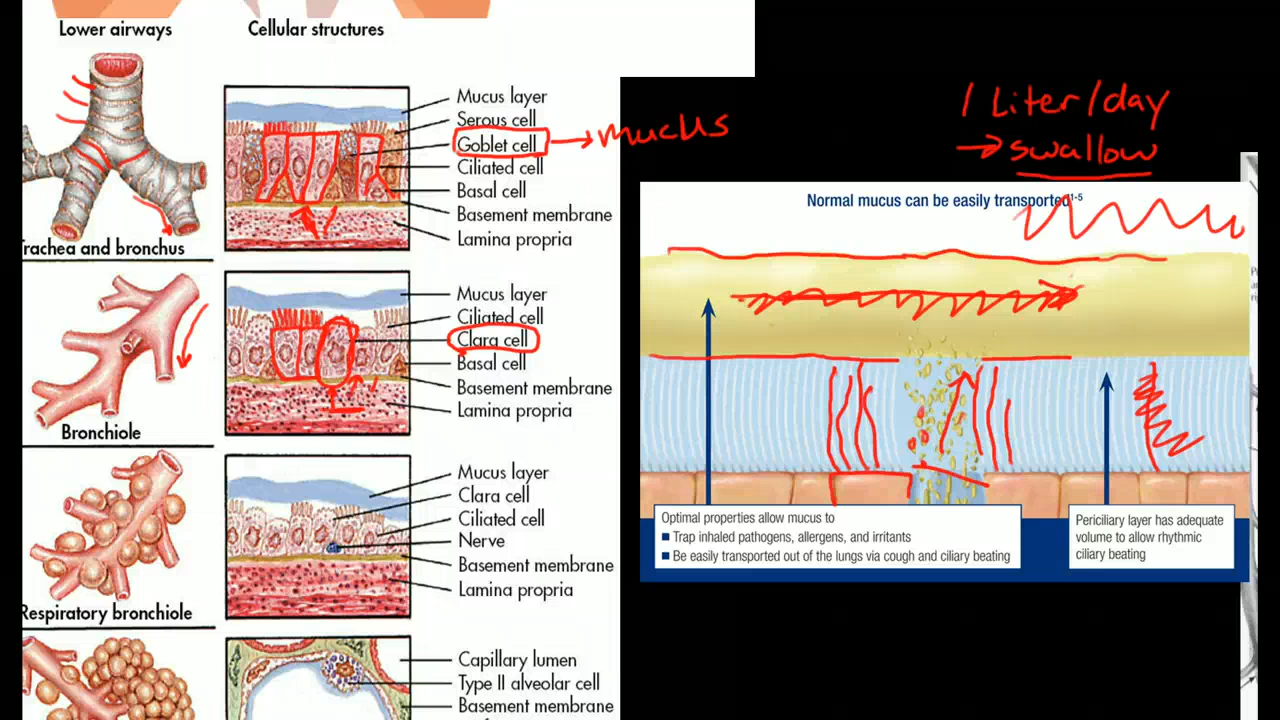 Lower airways
Cellular structures
Mucus layer
Serous cell
Goblet cell
Ciliated cell
Basal cell
Basement membrane
Lamina propria
Trachea and bronchus
Mucus layer
Ciliated cell
Clara cell
Basal cell
Basement membrane
Lamina propria
Bronchiole
Mucus layer
Clara cell
Ciliated cell
Nerve
Basement membrane
Lamina propria
Respiratory bronchiole
Capillary lumen
Type II alveolar cell
Basement membrane
mucus
1 Liter/day
→ swallow
Normal mucus can be easily transported1-5
Optimal properties allow mucus to
■ Trap inhaled pathogens, allergens, and irritants
■ Be easily transported out of the lungs via cough and ciliary beating
Periciliary layer has adequate
volume to allow rhythmic
ciliary beating